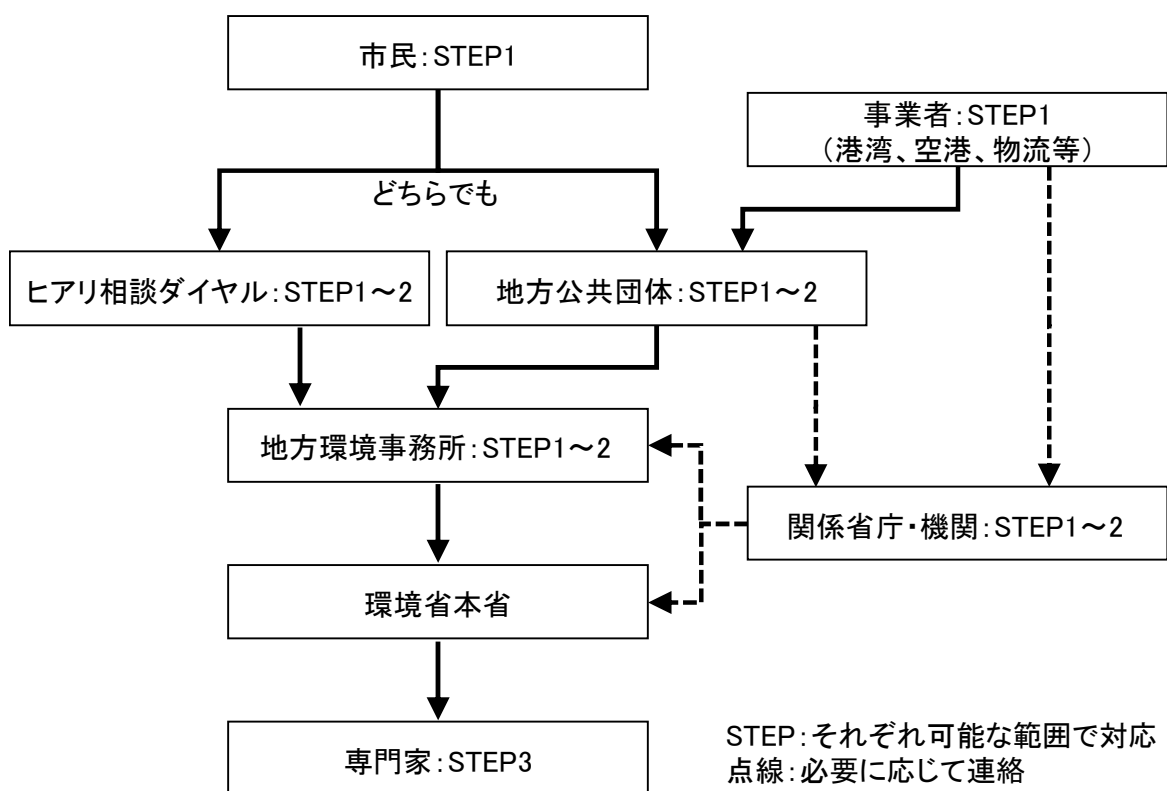 市民：STEP1
事業者：STEP1
（港湾、空港、物流等）
どちらでも
ヒアリ相談ダイヤル：STEP1～2
地方公共団体：STEP1～2
地方環境事務所：STEP1～2
関係省庁・機関：STEP1～2
環境省本省
専門家：STEP3
STEP：それぞれ可能な範囲で対応
点線：必要に応じて連絡